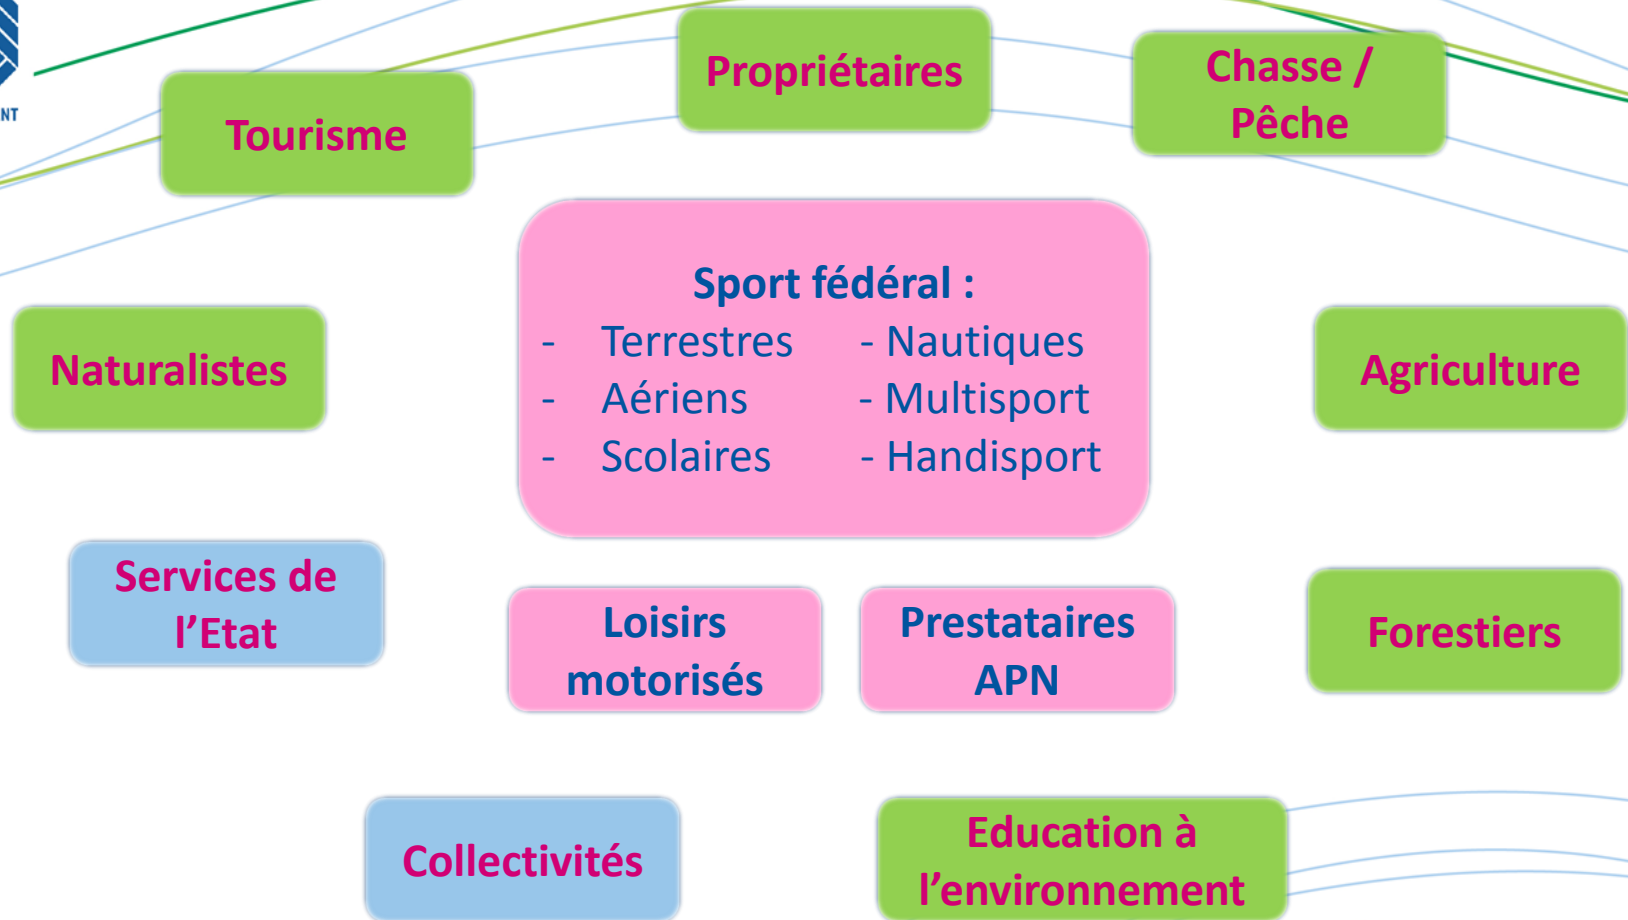 NT
Propriétaires
Chasse /
Pêche
Tourisme
Sport fédéral :
- Terrestres - Nautiques
- Aériens - Multisport
- Scolaires - Handisport
Naturalistes
Agriculture
Services de
l’Etat
Loisirs
motorisés
Prestataires
APN
Forestiers
Collectivités
Education à
l’environnement